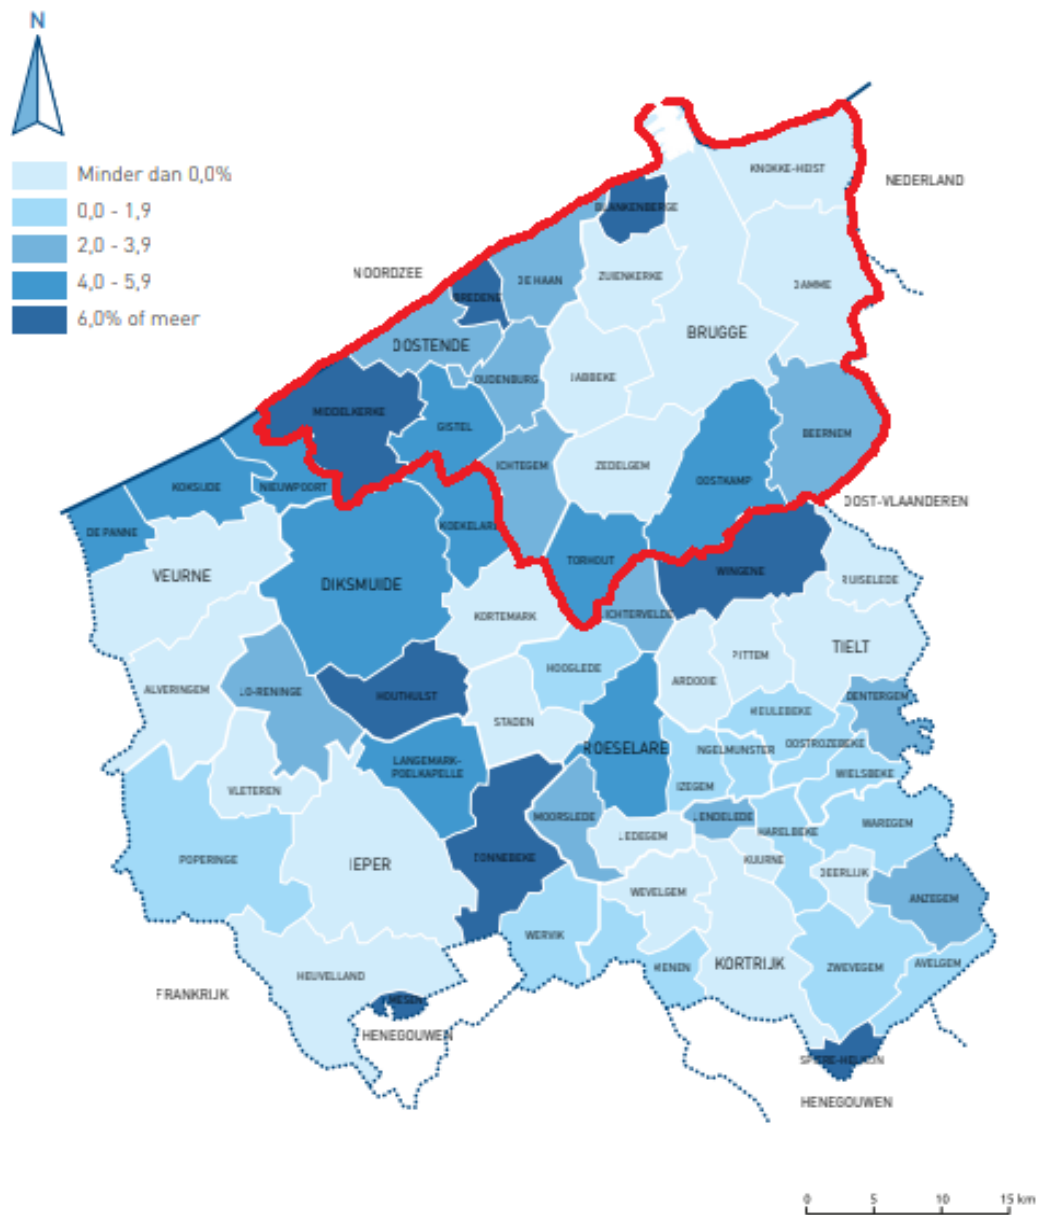 N
Minder dan 0,0%
0,0 - 1,9
2,0 - 3,9
4,0 - 5,9
6,0% of meer
KNOKKE-HEIST
NEDERLAND
BLANKENBERGE
NOORDZEE
ZUIENKERKE
DE HAAN
DAMME
BREDENE
BRUGGE
OOSTENDE
JABBEKE
OUDENBURG
MIDDELKERKE
GISTEL
BEERNEM
ICHTEGEM
ZEDELGEM
OOSTKAMP
KOKSIJDE
NIEUWPOORT
OOST-VLAANDEREN
DE PANNE
KOEKELARE
TORHOUT
WINGENE
VEURNE
RUISELEDE
DIKSMUIDE
KORTEMARK
ICHTERVELDE
TIELT
PITTEM
HOOGLEDE
ARDOOIE
ALVERINGEM
LO-RENINGE
HOUTHULST
DENTERGEM
MEULEBEKE
STADEN
ROESELARE
INGELMUNSTER
OOSTROZEBEKE
LANGEMARK-
POELKAPELLE
WIELSBEKE
VLETEREN
IZEGEM
MOORSLEDE
LENDELEDE
WAREGEM
LEDEGEM
HARELBEKE
POPERINGE
IEPER
ZONNEBEKE
KUURNE
DEERLIJK
WEVELGEM
ANZEGEM
WERVIK
HEUVELLAND
MENEN
KORTRIJK
ZWEVEGEM
AVELGEM
FRANKRIJK
MESEN
HENEGOUWEN
SPIERE-HELKIJN
HENEGOUWEN
0 5 10 15 km